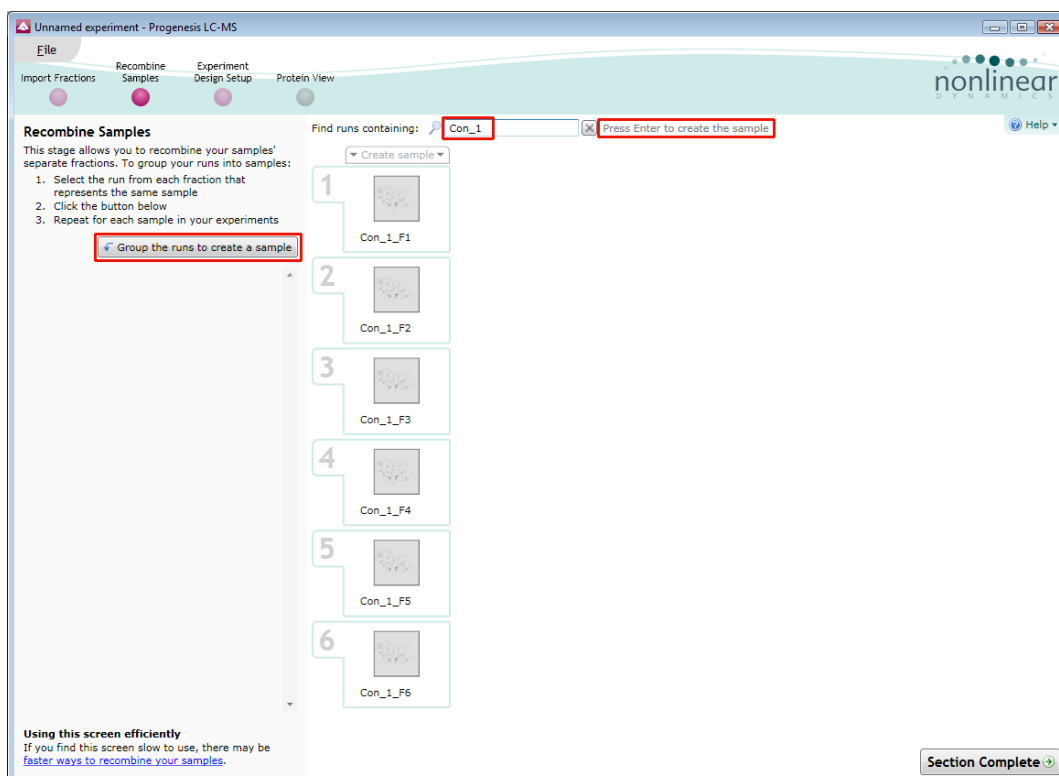 Unnamed experiment - Progenesis LC-MS
File
Import Fractions
Recombine
Samples
Experiment
Design Setup
Protein View
nonlinear
DYNAMICS
Help
Recombine Samples
This stage allows you to recombine your samples'
separate fractions. To group your runs into samples:
1. Select the run from each fraction that
represents the same sample
2. Click the button below
3. Repeat for each sample in your experiments
Group the runs to create a sample
Find runs containing:
Con_1
Press Enter to create the sample
Create sample
1
Con_1_F1
2
Con_1_F2
3
Con_1_F3
4
Con_1_F4
5
Con_1_F5
6
Con_1_F6
Using this screen efficiently
If you find this screen slow to use, there may be
faster ways to recombine your samples.
Section Complete